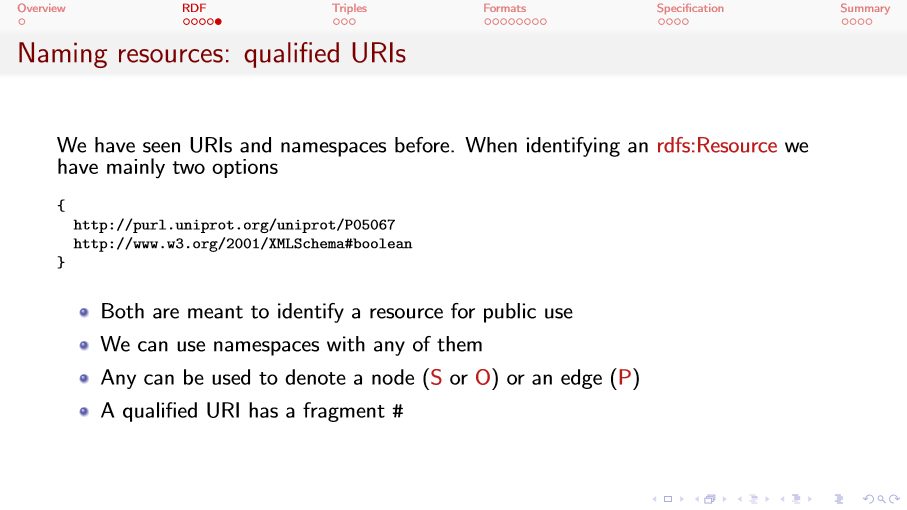 Overview RDF Triples Formats Specification Summary
Naming resources: qualified URIs
We have seen URIs and namespaces before. When identifying an rdfs:Resource we
have mainly two options
{
http://purl.uniprot.org/uniprot/P05067
http://www.w3.org/2001/XMLSchema#boolean
}
Both are meant to identify a resource for public use
We can use namespaces with any of them
Any can be used to denote a node (S or O) or an edge (P)
A qualified URI has a fragment #